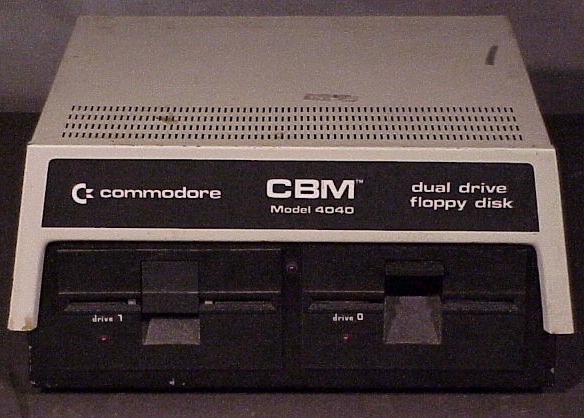 commodore
CBM™
Model 4040
dual drive
floppy disk
drive 1
drive 0